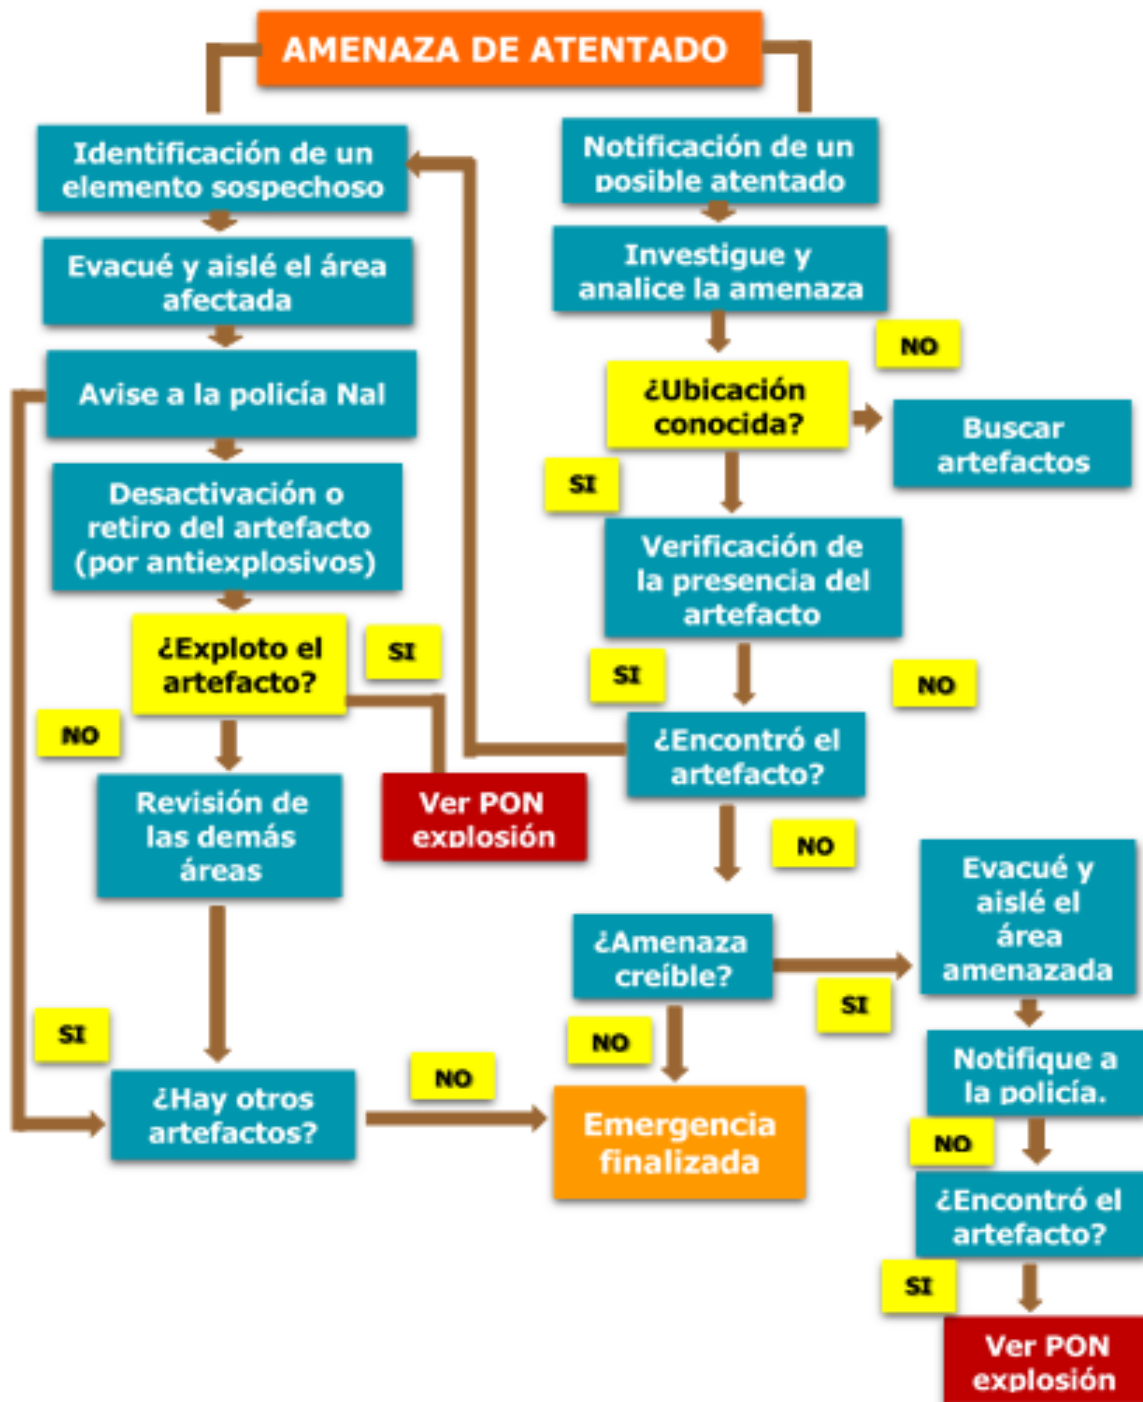 AMENAZA DE ATENTADO
Identificación de un
elemento sospechoso
Notificación de un
posible atentado
Evacué y aislé el área
afectada
Investigue y
analice la amenaza
NO
Avise a la policía Nal
¿Ubicación
conocida?
Buscar
artefactos
SI
Desactivación o
retiro del artefacto
(por antiexplosivos)
Verificación de
la presencia del
artefacto
¿Exploto el
artefacto?
SI
SI
NO
NO
¿Encontró el
artefacto?
Revisión de
las demás
áreas
Ver PON
explosión
NO
Evacué y
aislé el
área
amenazada
¿Amenaza
creíble?
SI
SI
NO
NO
Notifique a
la policía.
¿Hay otros
artefactos?
Emergencia
finalizada
NO
¿Encontró el
artefacto?
SI
Ver PON
explosión